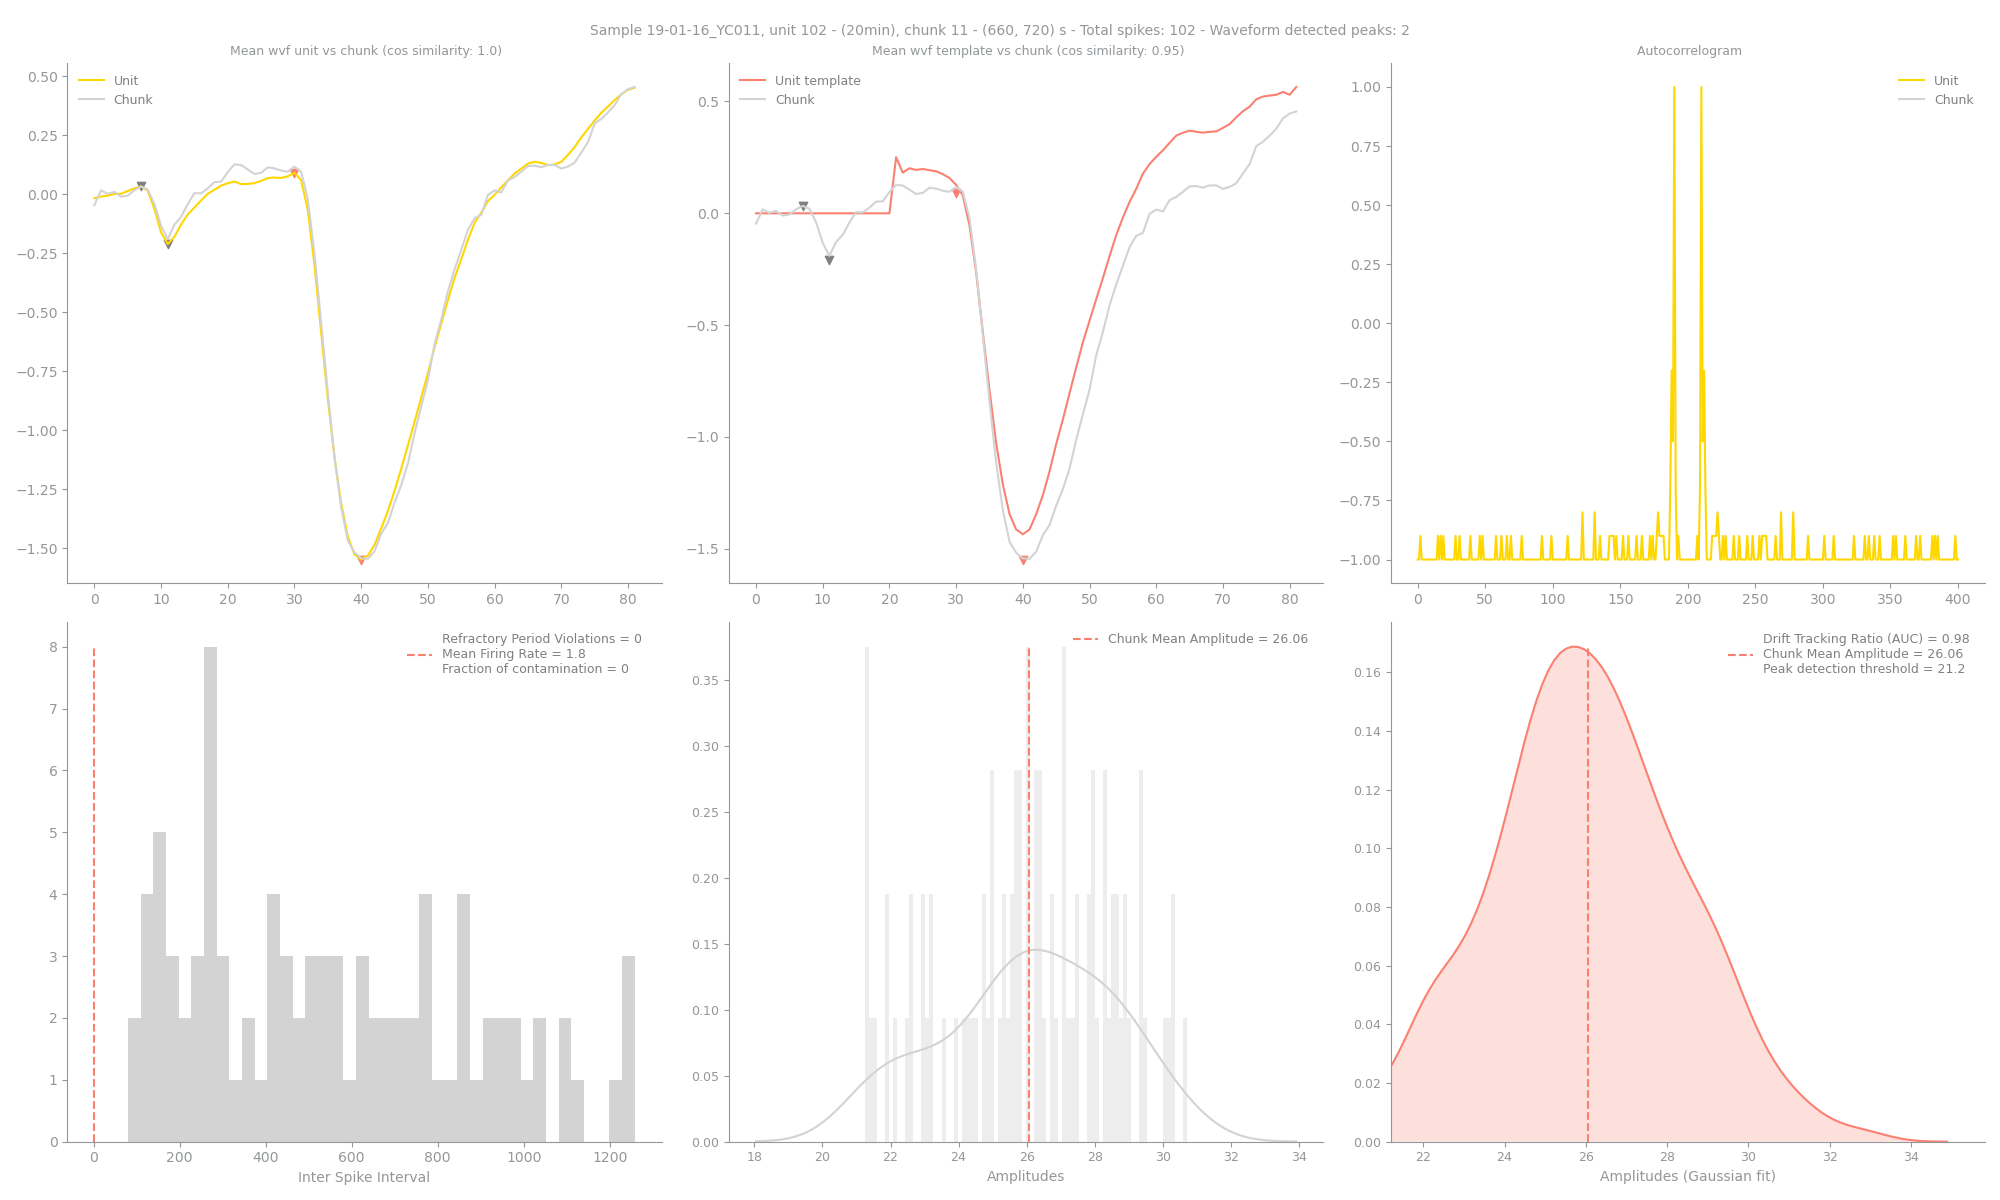 Sample 19-01-16_YC011, unit 102 - (20min), chunk 11 - (660, 720) s - Total spikes: 102 - Waveform detected peaks: 2
Mean wvf unit vs chunk (cos similarity: 1.0)
Unit
Chunk
0.50
0.25
0.00
−0.25
−0.50
−0.75
−1.00
−1.25
−1.50
0 10 20 30 40 50 60 70 80
Mean wvf template vs chunk (cos similarity: 0.95)
Unit template
Chunk
0.5
0.0
−0.5
−1.0
−1.5
0 10 20 30 40 50 60 70 80
Autocorrelogram
Unit
Chunk
1.00
0.75
0.50
0.25
0.00
−0.25
−0.50
−0.75
−1.00
0 50 100 150 200 250 300 350 400
Refractory Period Violations = 0
Mean Firing Rate = 1.8
Fraction of contamination = 0
8
7
6
5
4
3
2
1
0
0 200 400 600 800 1000 1200
Inter Spike Interval
Chunk Mean Amplitude = 26.06
0.35
0.30
0.25
0.20
0.15
0.10
0.05
0.00
18 20 22 24 26 28 30 32 34
Amplitudes
Drift Tracking Ratio (AUC) = 0.98
Chunk Mean Amplitude = 26.06
Peak detection threshold = 21.2
0.16
0.14
0.12
0.10
0.08
0.06
0.04
0.02
0.00
22 24 26 28 30 32 34
Amplitudes (Gaussian fit)